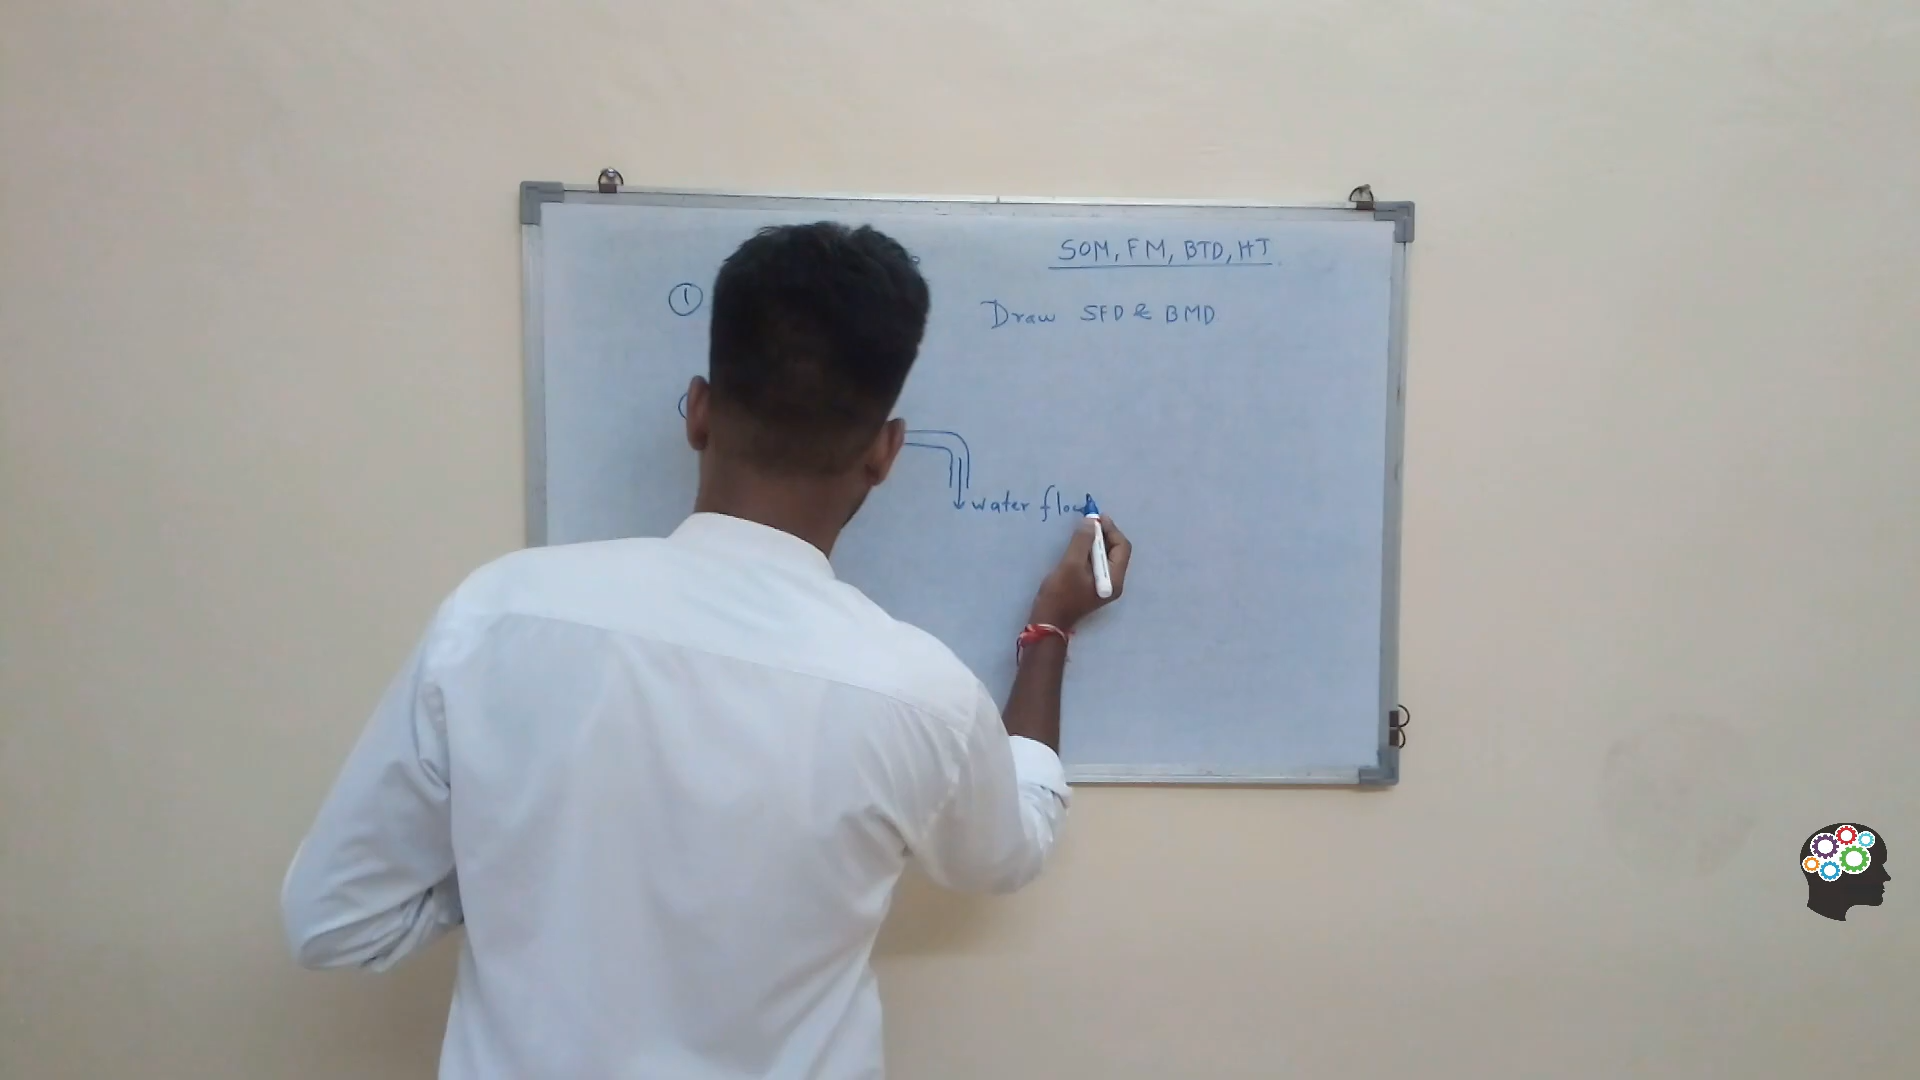 SOM, FM, BTD, HT
① Draw SFD & BMD
water flow